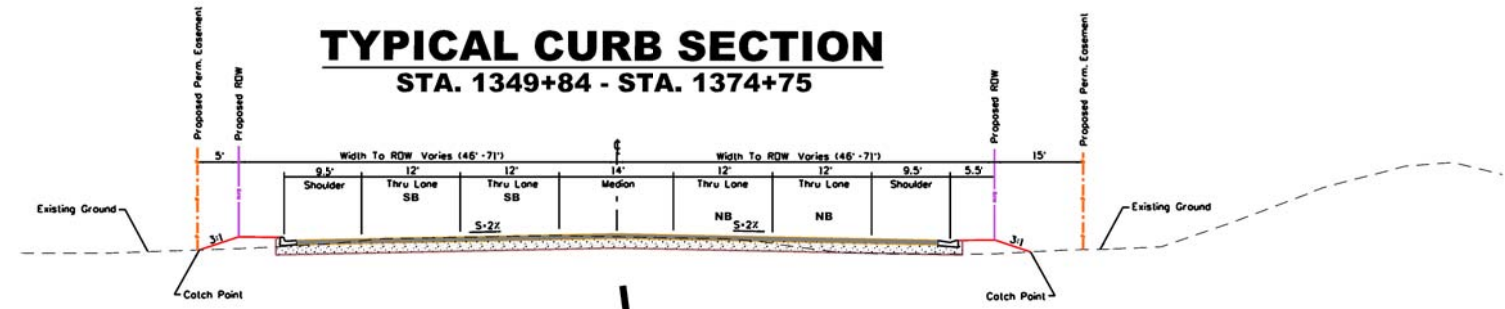 TYPICAL CURB SECTION
STA. 1349+84 - STA. 1374+75
Proposed Perm. Easement
Proposed ROW
Proposed ROW
Proposed Perm. Easement
5' Width To ROW Varies (46'-71') ℄ Width To ROW Varies (46'-71') 15'
9.5' 12' 12' 14' 12' 12' 9.5' 5.5'
Shoulder Thru Lane Thru Lane Median Thru Lane Thru Lane Shoulder
SB SB
NB NB
Existing Ground Existing Ground
S=2% S=2%
3:1 3:1
Catch Point Catch Point